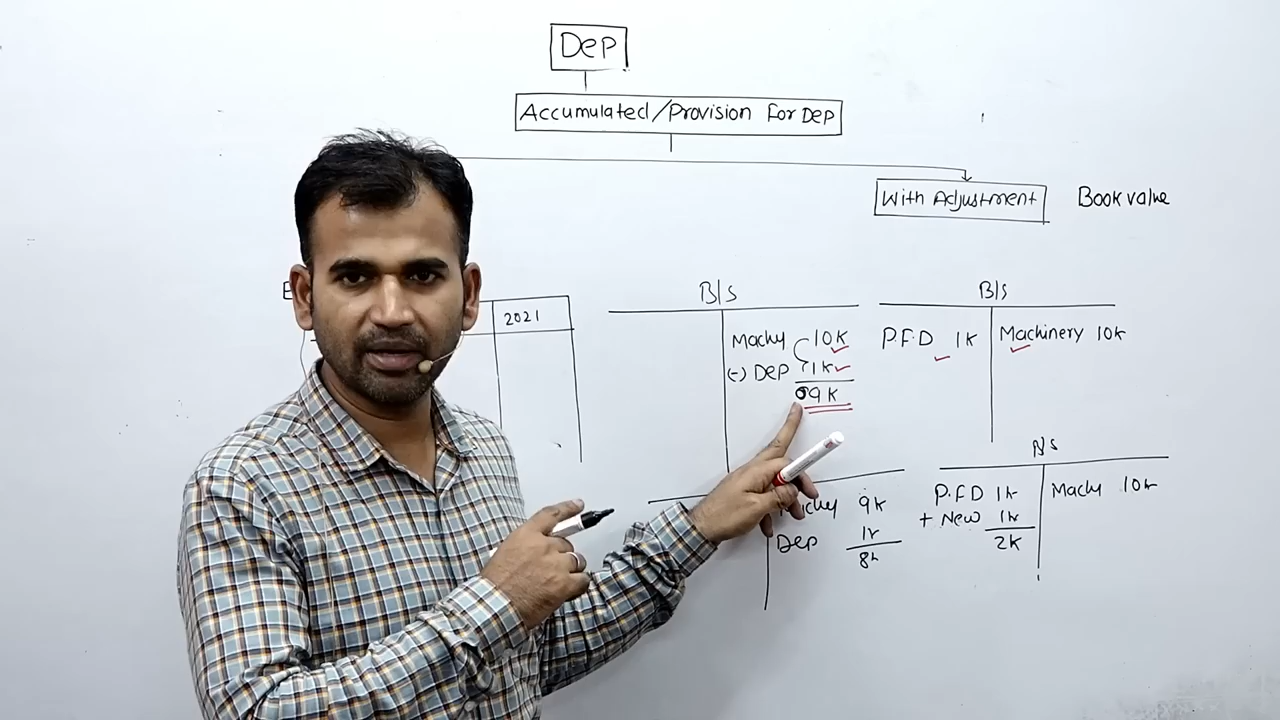 Dep
Accumulated/Provision For Dep
With Adjustment
Book value
E
2021
B/S
Machy 10K
(-) Dep 1K
9K
B/S
P.F.D 1K
Machinery 10K
9K
Dep 1K
8K
B/S
P.F.D 1K
+ New 1K
2K
Machy 10K